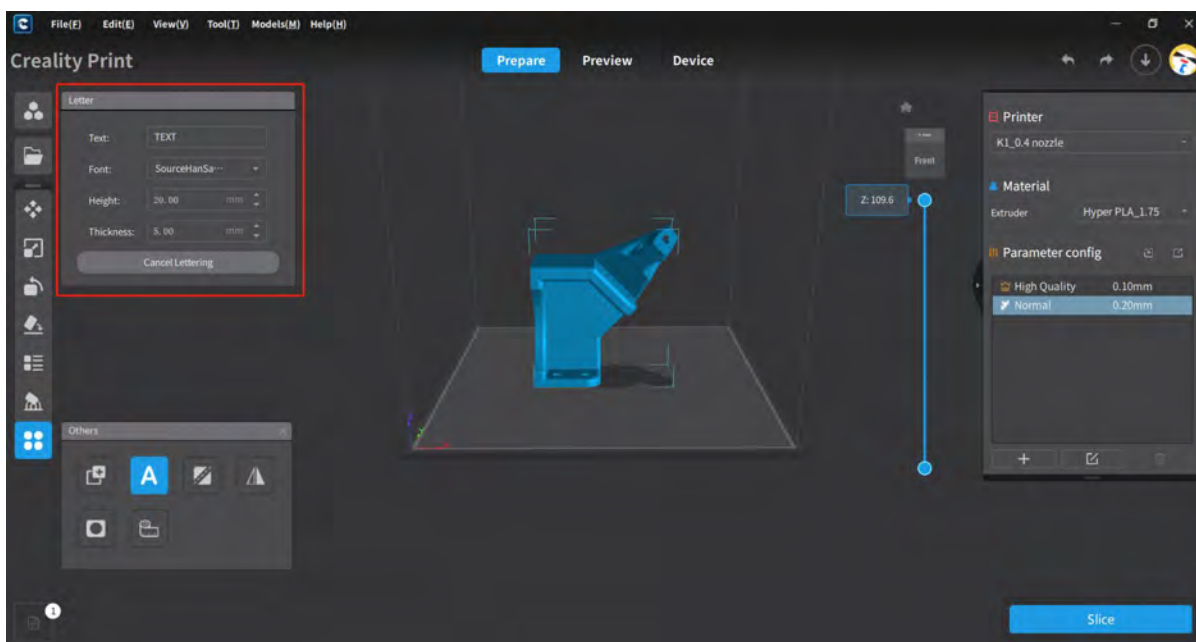 File(F) Edit(E) View(V) Tool(T) Models(M) Help(H)
Creality Print
Prepare Preview Device
Letter
Text: TEXT
Font: SourceHanSa···
Height: 20.00 mm
Thickness: 5.00 mm
Cancel Lettering
Front
Z: 109.6
Printer
K1_0.4 nozzle
Material
Extruder Hyper PLA_1.75
Parameter config
High Quality 0.10mm
Normal 0.20mm
Others
A
1
Slice